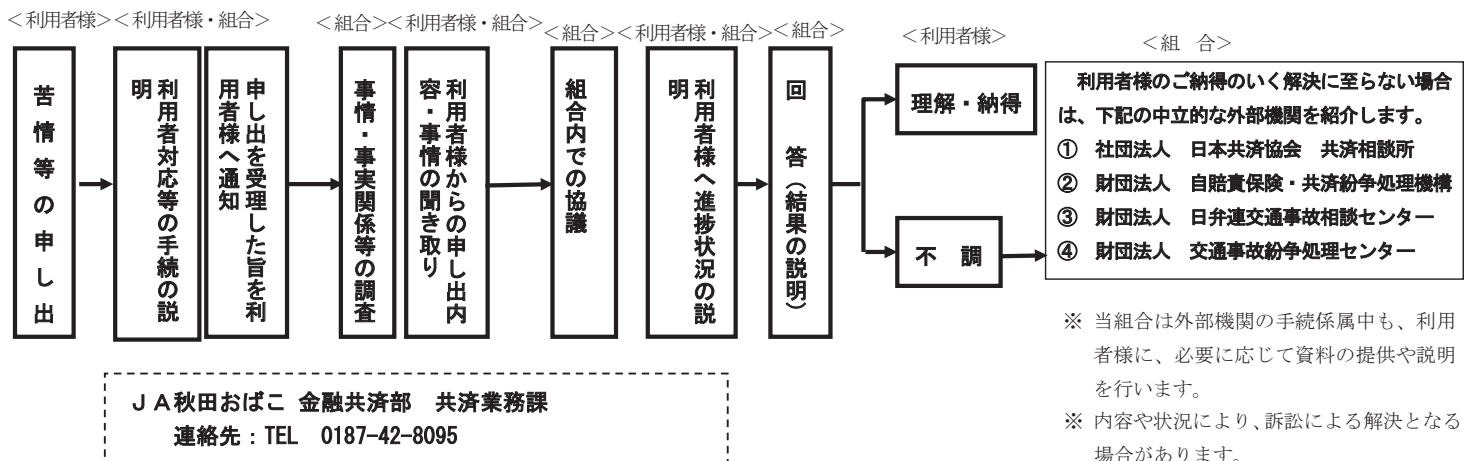 ＜利用者様＞＜利用者様・組合＞ ＜組合＞＜利用者様・組合＞＜組合＞＜利用者様・組合＞＜組合＞ ＜利用者様＞ ＜組 合＞
苦情等の申し出
利用者対応等の手続の説
明
申し出を受理した旨を利
用者様へ通知
事情・事実関係等の調査
利用者様からの申し出内
容・事情の聞き取り
組合内での協議
利用者様へ進捗状況の説
明
回 答（結果の説明）
理解・納得
不 調
利用者様のご納得のいく解決に至らない場合
は、下記の中立的な外部機関を紹介します。
① 社団法人 日本共済協会 共済相談所
② 財団法人 自賠責保険・共済紛争処理機構
③ 財団法人 日弁連交通事故相談センター
④ 財団法人 交通事故紛争処理センター
※ 当組合は外部機関の手続係属中も、利用
者様に、必要に応じて資料の提供や説明
を行います。
※ 内容や状況により、訴訟による解決となる
場合があります。
ＪＡ秋田おばこ 金融共済部 共済業務課
連絡先：TEL 0187-42-8095